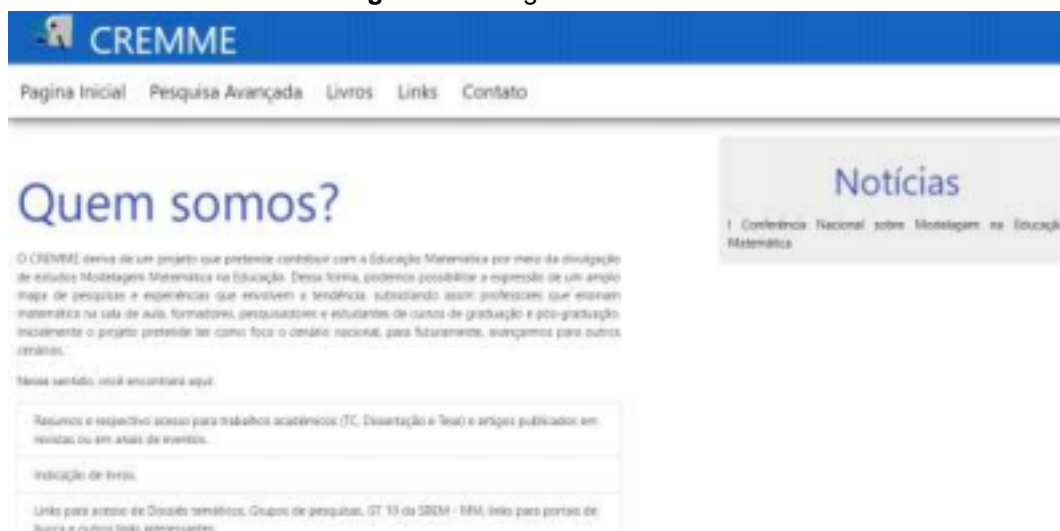 CREMME
Pagina Inicial Pesquisa Avançada Livros Links Contato
Quem somos?
O CREMME deriva de um projeto que pretende contribuir com a Educação Matemática por meio da divulgação
de estudos Modelagem Matemática na Educação. Dessa forma, podemos possibilitar a expressão de um amplo
mapa de pesquisas e experiências que envolvem a tendência, subsidiando assim professores que ensinam
matemática na sala de aula, formadores, pesquisadores e estudantes de cursos de graduação e pós-graduação.
Inicialmente o projeto pretende ter como foco o cenário nacional, para futuramente, avançarmos para outros
cenários.
Nesse sentido, você encontrará aqui:
Resumos e respectivo acesso para trabalhos acadêmicos (TC, Dissertação e Tese) e artigos publicados em
revistas ou em anais de eventos.
Indicação de livros.
Links para acesso de Dossiês temáticos, Grupos de pesquisas, GT 10 da SBEM - MM, links para portais de
busca e outros links interessantes.
Notícias
I Conferência Nacional sobre Modelagem na Educação
Matemática